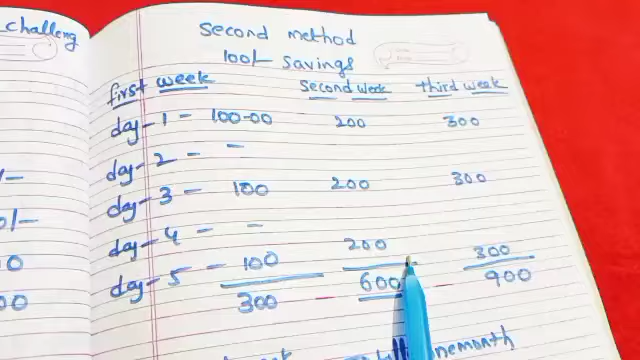 challeng
second method
100/- savings
first week second week third week
day-1 - 100-00 200 300
day-2 - -
day-3 - 100 200 300
day-4 - -
day-5 - 100 200 300
300 - 600 - 900
onemonth